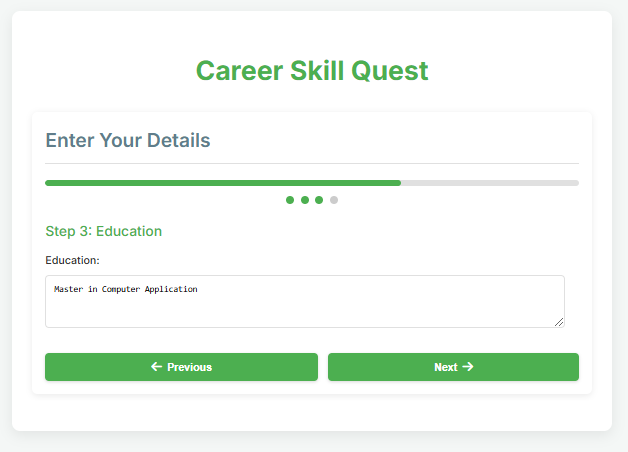 Career Skill Quest
Enter Your Details
Step 3: Education
Education:
Master in Computer Application
Previous
Next